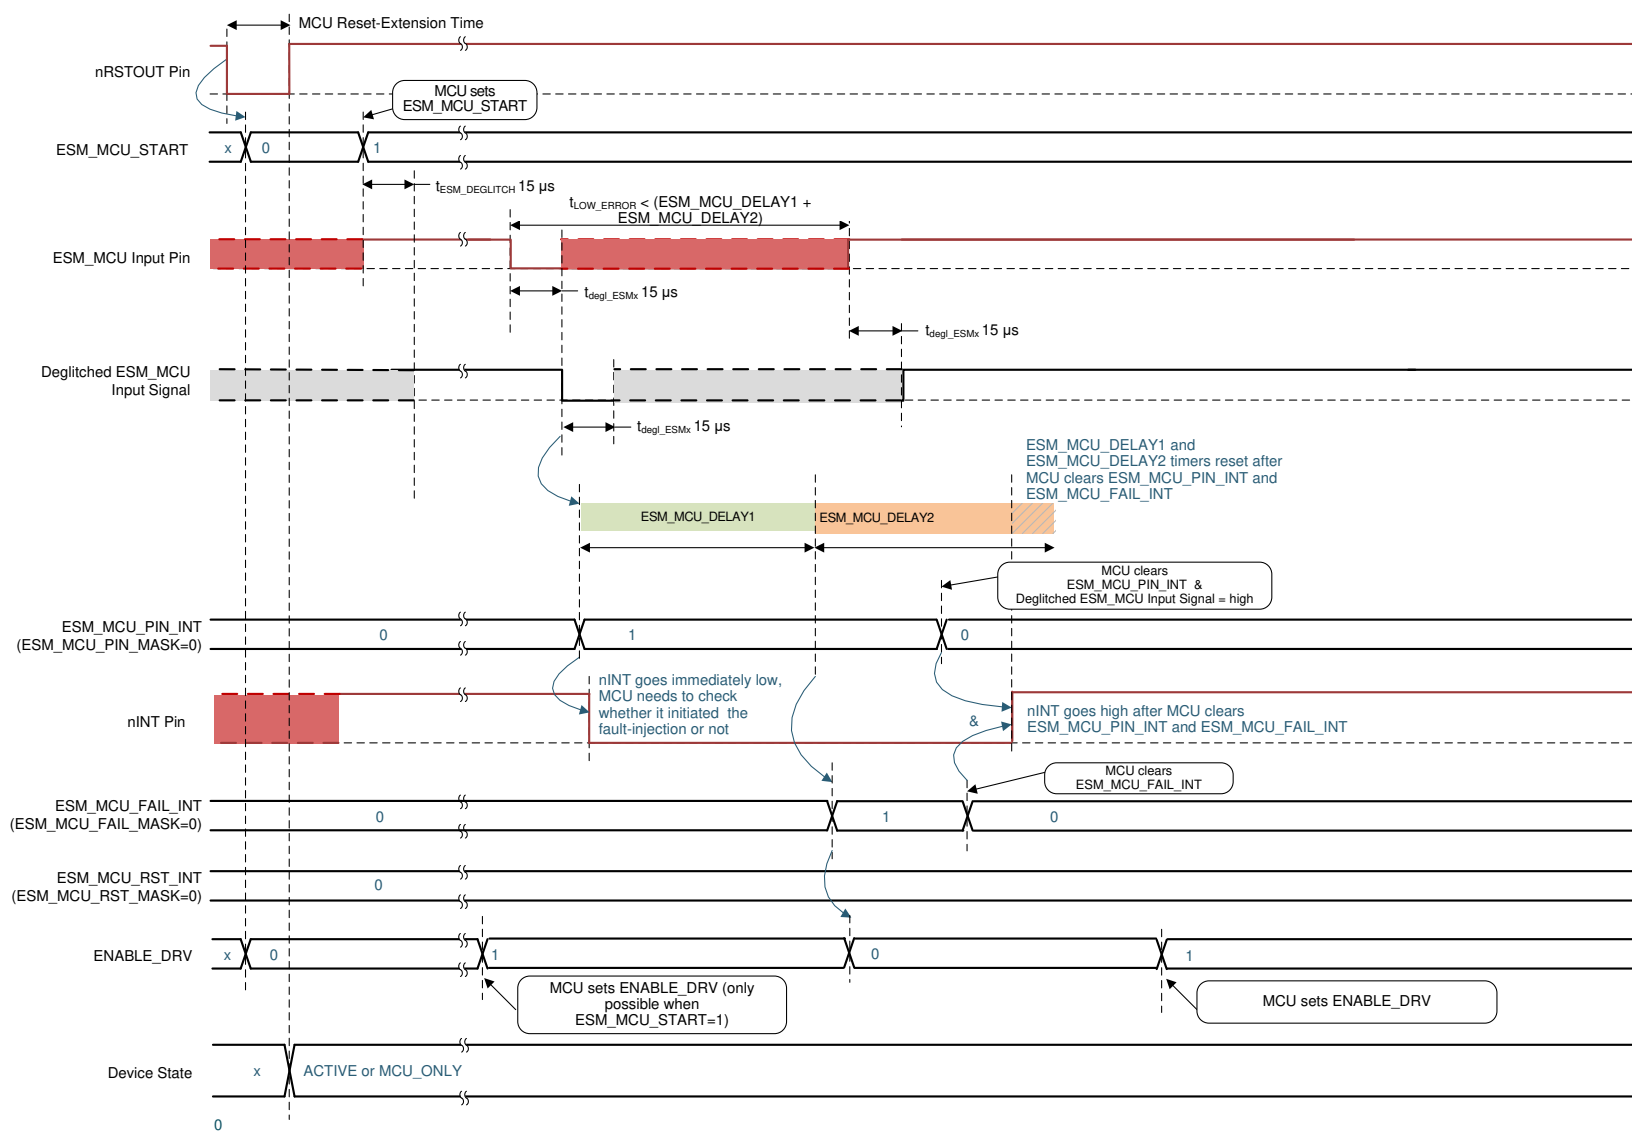 MCU Reset-Extension Time
nRSTOUT Pin
MCU sets
ESM_MCU_START
ESM_MCU_START
x
0
1
tESM_DEGLITCH 15 µs
tLOW_ERROR < (ESM_MCU_DELAY1 +
ESM_MCU_DELAY2)
ESM_MCU Input Pin
tdegl_ESMx 15 µs
tdegl_ESMx 15 µs
Deglitched ESM_MCU
Input Signal
tdegl_ESMx 15 µs
ESM_MCU_DELAY1 and
ESM_MCU_DELAY2 timers reset after
MCU clears ESM_MCU_PIN_INT and
ESM_MCU_FAIL_INT
ESM_MCU_DELAY1
ESM_MCU_DELAY2
MCU clears
ESM_MCU_PIN_INT &
Deglitched ESM_MCU Input Signal = high
ESM_MCU_PIN_INT
(ESM_MCU_PIN_MASK=0)
0
1
0
nINT goes immediately low,
MCU needs to check
whether it initiated the
fault-injection or not
nINT Pin
&
nINT goes high after MCU clears
ESM_MCU_PIN_INT and ESM_MCU_FAIL_INT
MCU clears
ESM_MCU_FAIL_INT
ESM_MCU_FAIL_INT
(ESM_MCU_FAIL_MASK=0)
0
1
0
ESM_MCU_RST_INT
(ESM_MCU_RST_MASK=0)
0
ENABLE_DRV
x
0
1
0
1
MCU sets ENABLE_DRV (only
possible when
ESM_MCU_START=1)
MCU sets ENABLE_DRV
Device State
x
ACTIVE or MCU_ONLY
0